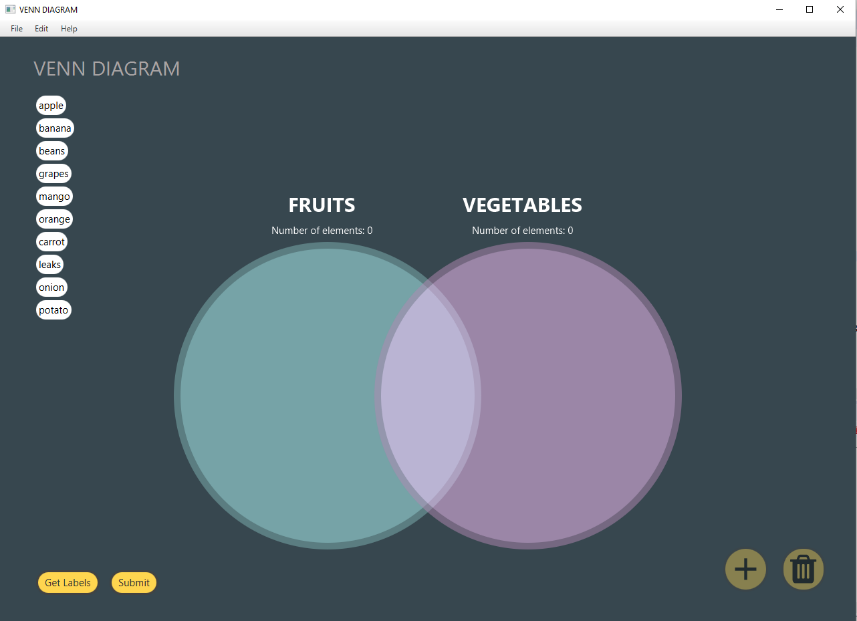 VENN DIAGRAM
File Edit Help
VENN DIAGRAM
apple
banana
beans
grapes
mango
orange
carrot
leaks
onion
potato
FRUITS
Number of elements: 0
VEGETABLES
Number of elements: 0
Get Labels
Submit